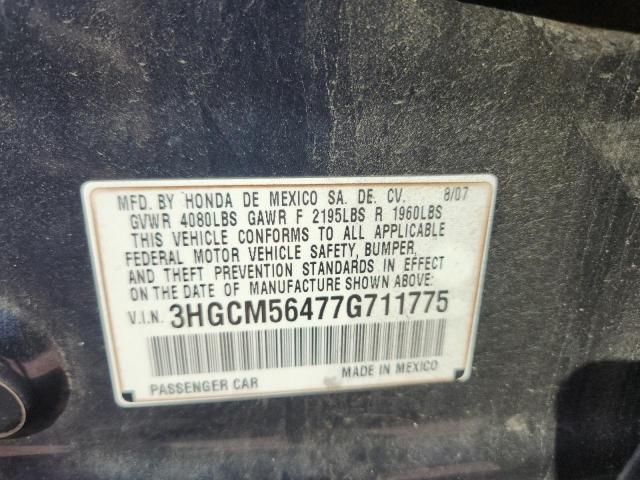 MFD. BY HONDA DE MEXICO SA. DE. CV. 8/07
GVWR 4080LBS GAWR F 2195LBS R 1960LBS
THIS VEHICLE CONFORMS TO ALL APPLICABLE
FEDERAL MOTOR VEHICLE SAFETY, BUMPER,
AND THEFT PREVENTION STANDARDS IN EFFECT
ON THE DATE OF MANUFACTURE SHOWN ABOVE:
V.I.N. 3HGCM56477G711775
PASSENGER CAR MADE IN MEXICO